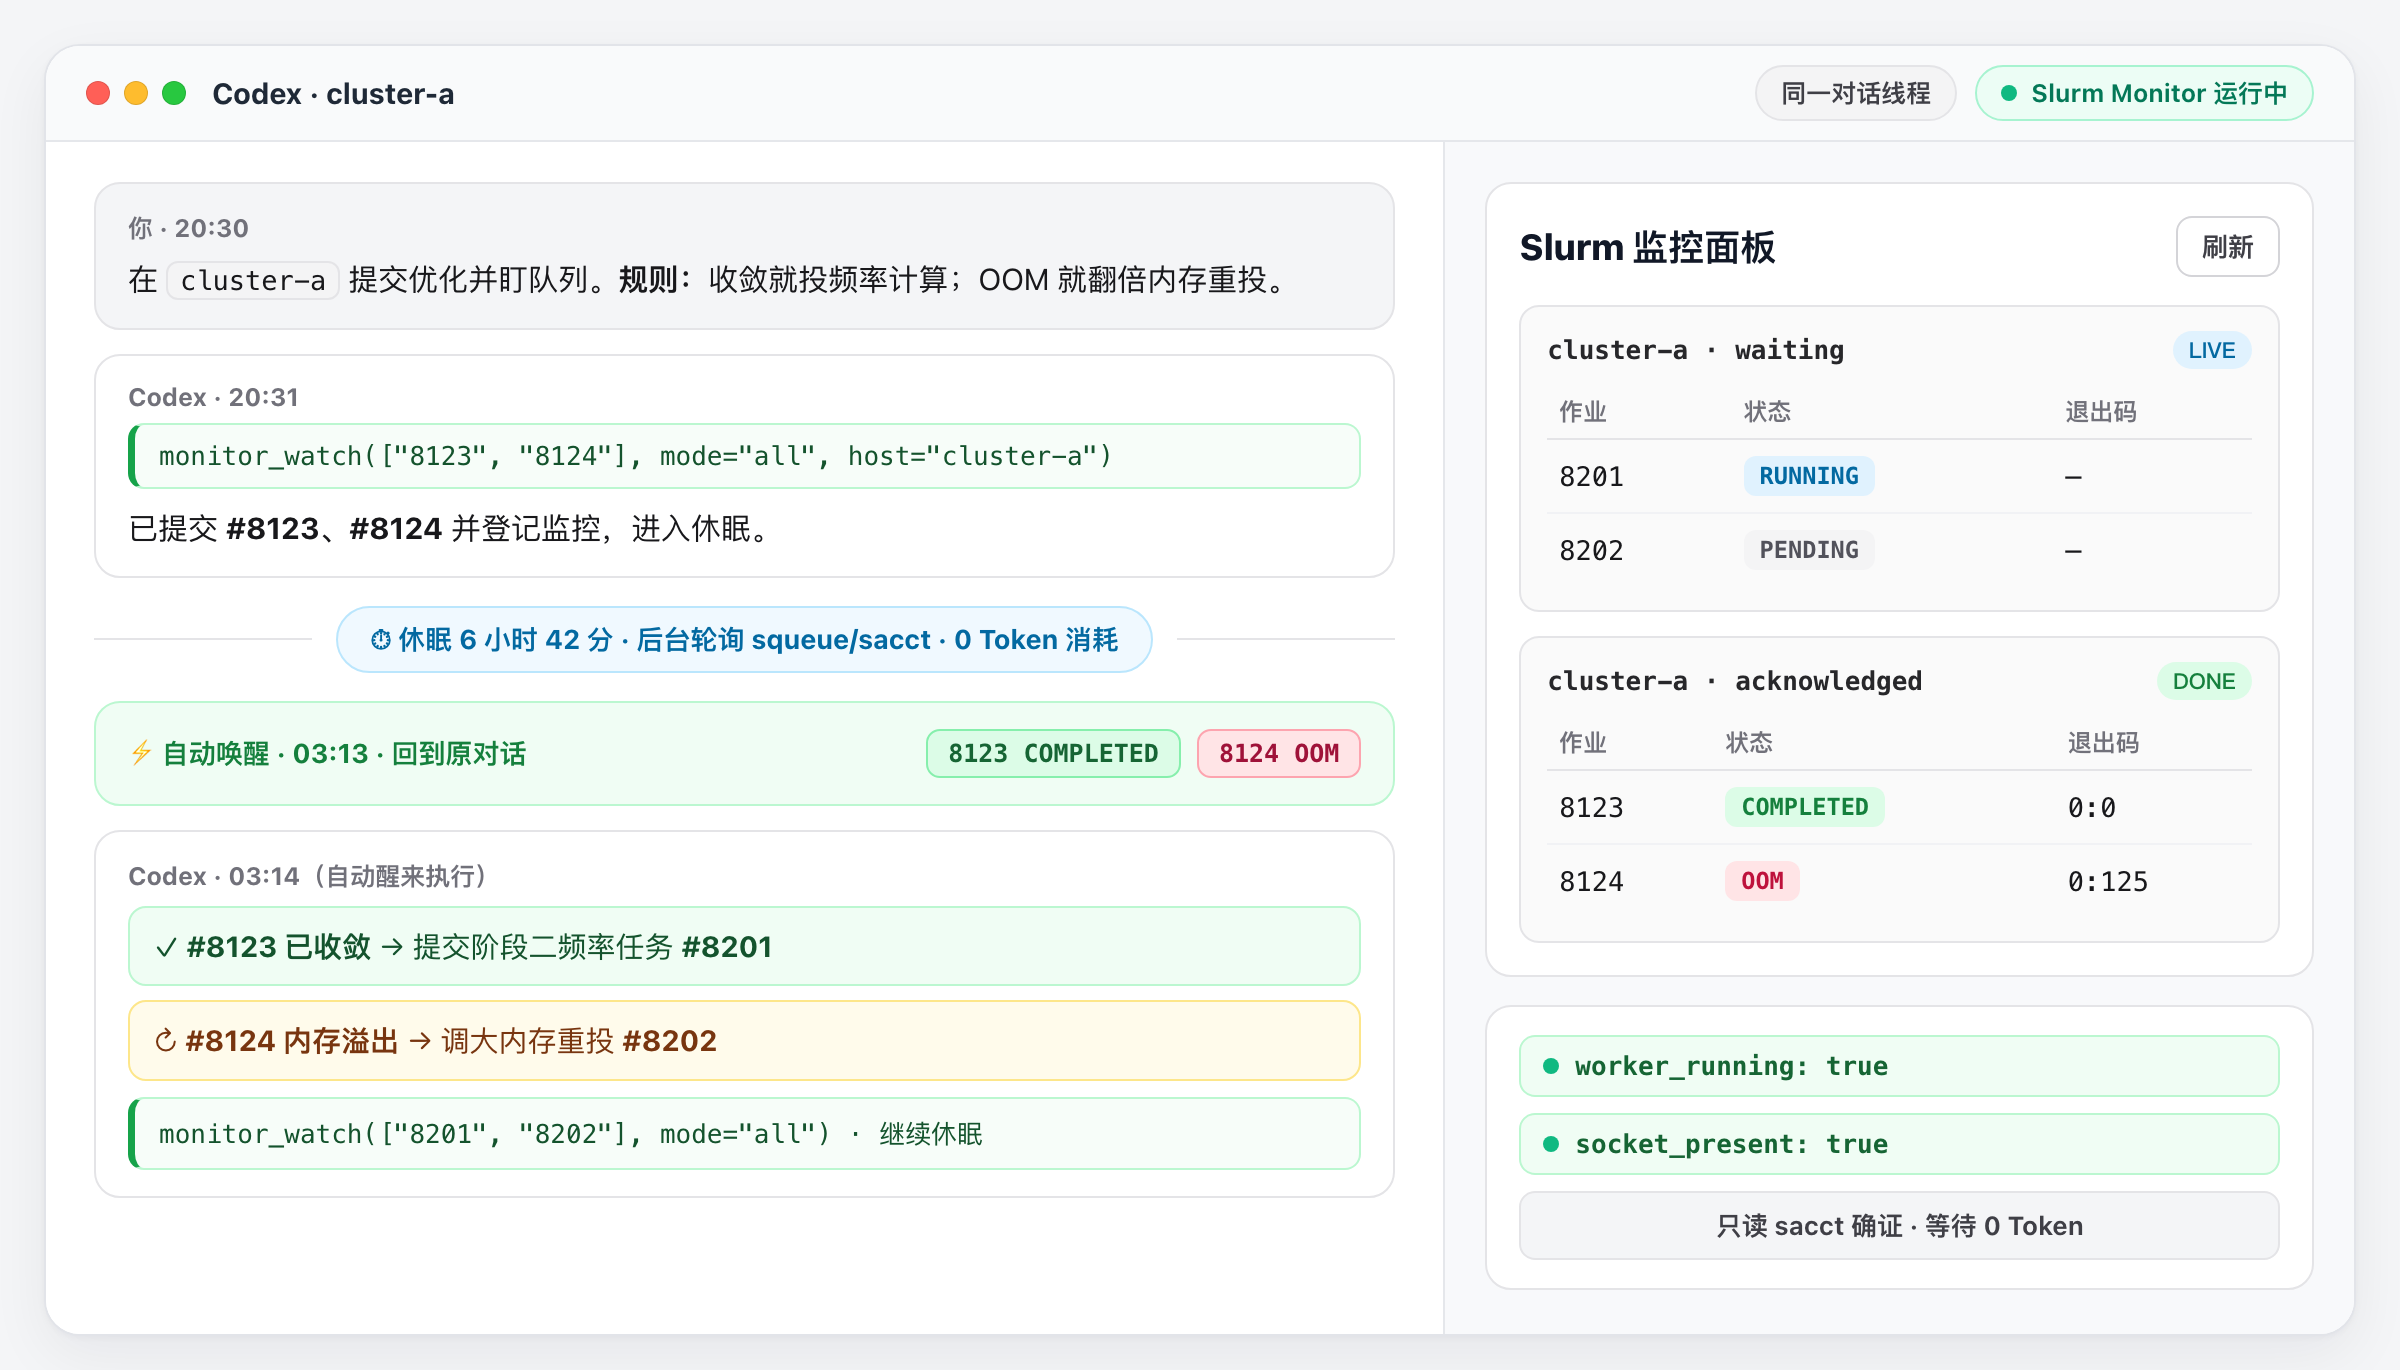 Codex · cluster-a
同一对话线程
Slurm Monitor 运行中
你 · 20:30
在 cluster-a 提交优化并盯队列。规则：收敛就投频率计算；OOM 就翻倍内存重投。
Codex · 20:31
monitor_watch(["8123", "8124"], mode="all", host="cluster-a")
已提交 #8123、#8124 并登记监控，进入休眠。
⏱ 休眠 6 小时 42 分 · 后台轮询 squeue/sacct · 0 Token 消耗
⚡ 自动唤醒 · 03:13 · 回到原对话
8123 COMPLETED
8124 OOM
Codex · 03:14（自动醒来执行）
✓ #8123 已收敛 → 提交阶段二频率任务 #8201
↻ #8124 内存溢出 → 调大内存重投 #8202
monitor_watch(["8201", "8202"], mode="all") · 继续休眠
Slurm 监控面板
刷新
cluster-a · waiting
LIVE
作业 状态 退出码
8201 RUNNING —
8202 PENDING —
cluster-a · acknowledged
DONE
作业 状态 退出码
8123 COMPLETED 0:0
8124 OOM 0:125
worker_running: true
socket_present: true
只读 sacct 确证 · 等待 0 Token